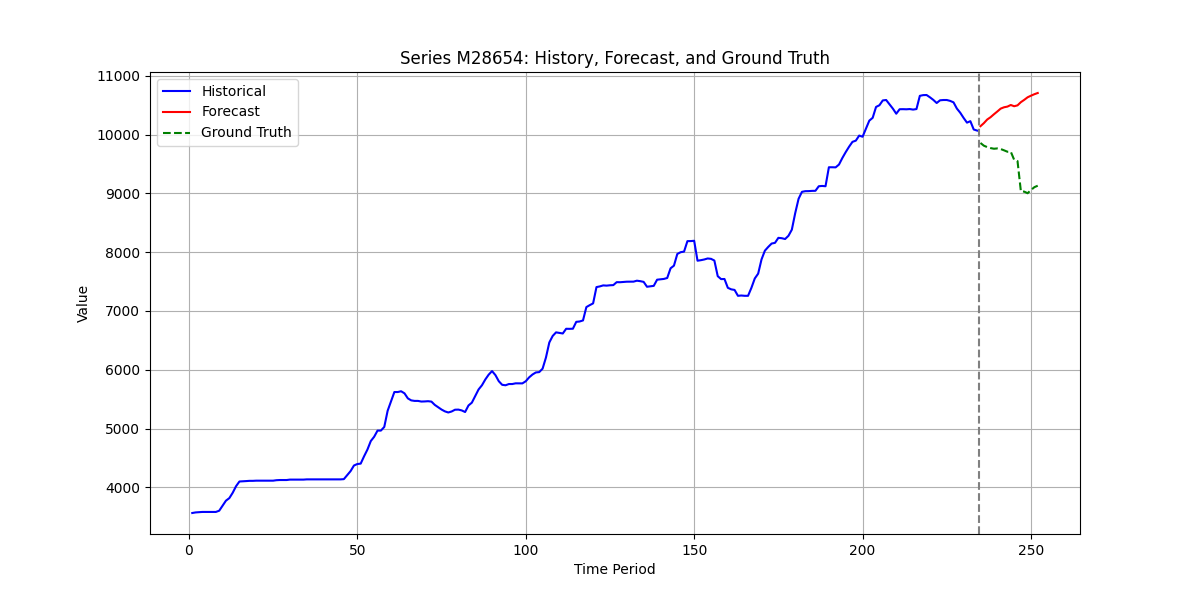 Series M28654: History, Forecast, and Ground Truth
Historical
Forecast
Ground Truth
11000
10000
9000
8000
7000
6000
5000
4000
Value
0 50 100 150 200 250
Time Period